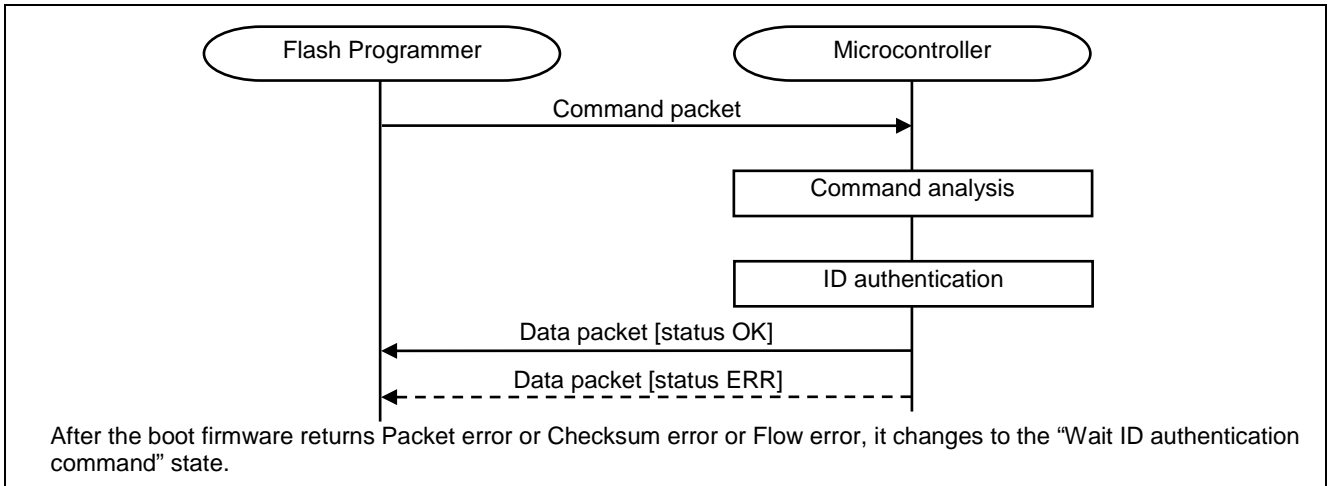 Flash Programmer
Microcontroller
Command packet
Command analysis
ID authentication
Data packet [status OK]
Data packet [status ERR]
After the boot firmware returns Packet error or Checksum error or Flow error, it changes to the “Wait ID authentication
command” state.